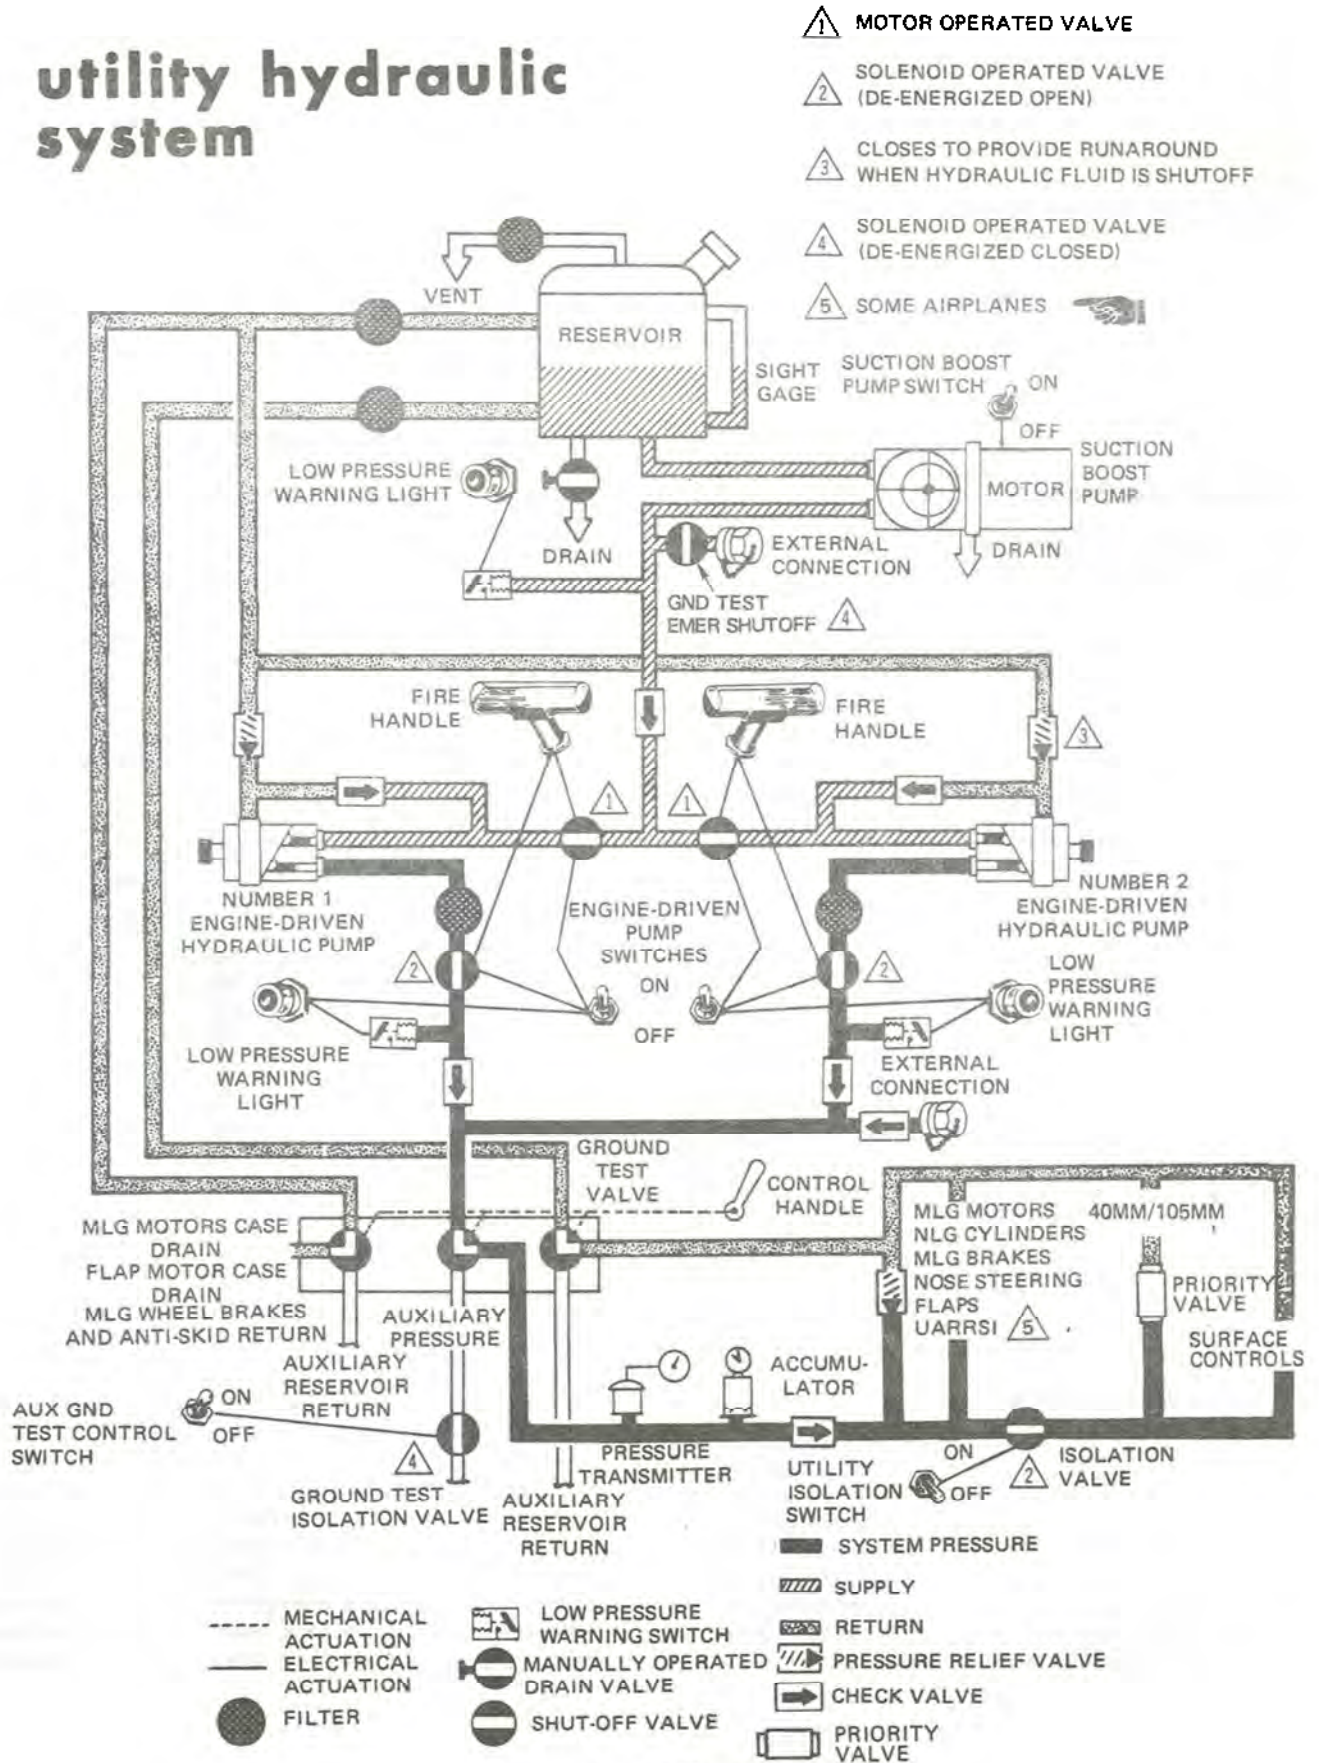 utility hydraulic
system
1 MOTOR OPERATED VALVE
2 SOLENOID OPERATED VALVE
(DE-ENERGIZED OPEN)
3 CLOSES TO PROVIDE RUNAROUND
WHEN HYDRAULIC FLUID IS SHUTOFF
4 SOLENOID OPERATED VALVE
(DE-ENERGIZED CLOSED)
5 SOME AIRPLANES
VENT
RESERVOIR
SIGHT
GAGE
SUCTION BOOST
PUMP SWITCH
ON
OFF
LOW PRESSURE
WARNING LIGHT
MOTOR
SUCTION
BOOST
PUMP
DRAIN
EXTERNAL
CONNECTION
DRAIN
GND TEST
EMER SHUTOFF 4
FIRE
HANDLE
FIRE
HANDLE
3
1
1
NUMBER 1
ENGINE-DRIVEN
HYDRAULIC PUMP
ENGINE-DRIVEN
PUMP
SWITCHES
ON
OFF
NUMBER 2
ENGINE-DRIVEN
HYDRAULIC PUMP
2
2
LOW
PRESSURE
WARNING
LIGHT
LOW PRESSURE
WARNING
LIGHT
EXTERNAL
CONNECTION
GROUND
TEST
VALVE
CONTROL
HANDLE
MLG MOTORS CASE
DRAIN
FLAP MOTOR CASE
DRAIN
MLG WHEEL BRAKES
AND ANTI-SKID RETURN
AUXILIARY
PRESSURE
MLG MOTORS
NLG CYLINDERS
MLG BRAKES
NOSE STEERING
FLAPS
UARRSI 5
40MM/105MM
PRIORITY
VALVE
SURFACE
CONTROLS
AUXILIARY
RESERVOIR
RETURN
ACCUMU-
LATOR
AUX GND
TEST CONTROL
SWITCH
ON
OFF
4
GROUND TEST
ISOLATION VALVE
AUXILIARY
RESERVOIR
RETURN
PRESSURE
TRANSMITTER
UTILITY
ISOLATION
SWITCH
ON
OFF
2
ISOLATION
VALVE
SYSTEM PRESSURE
SUPPLY
RETURN
PRESSURE RELIEF VALVE
CHECK VALVE
PRIORITY
VALVE
MECHANICAL
ACTUATION
ELECTRICAL
ACTUATION
FILTER
LOW PRESSURE
WARNING SWITCH
MANUALLY OPERATED
DRAIN VALVE
SHUT-OFF VALVE